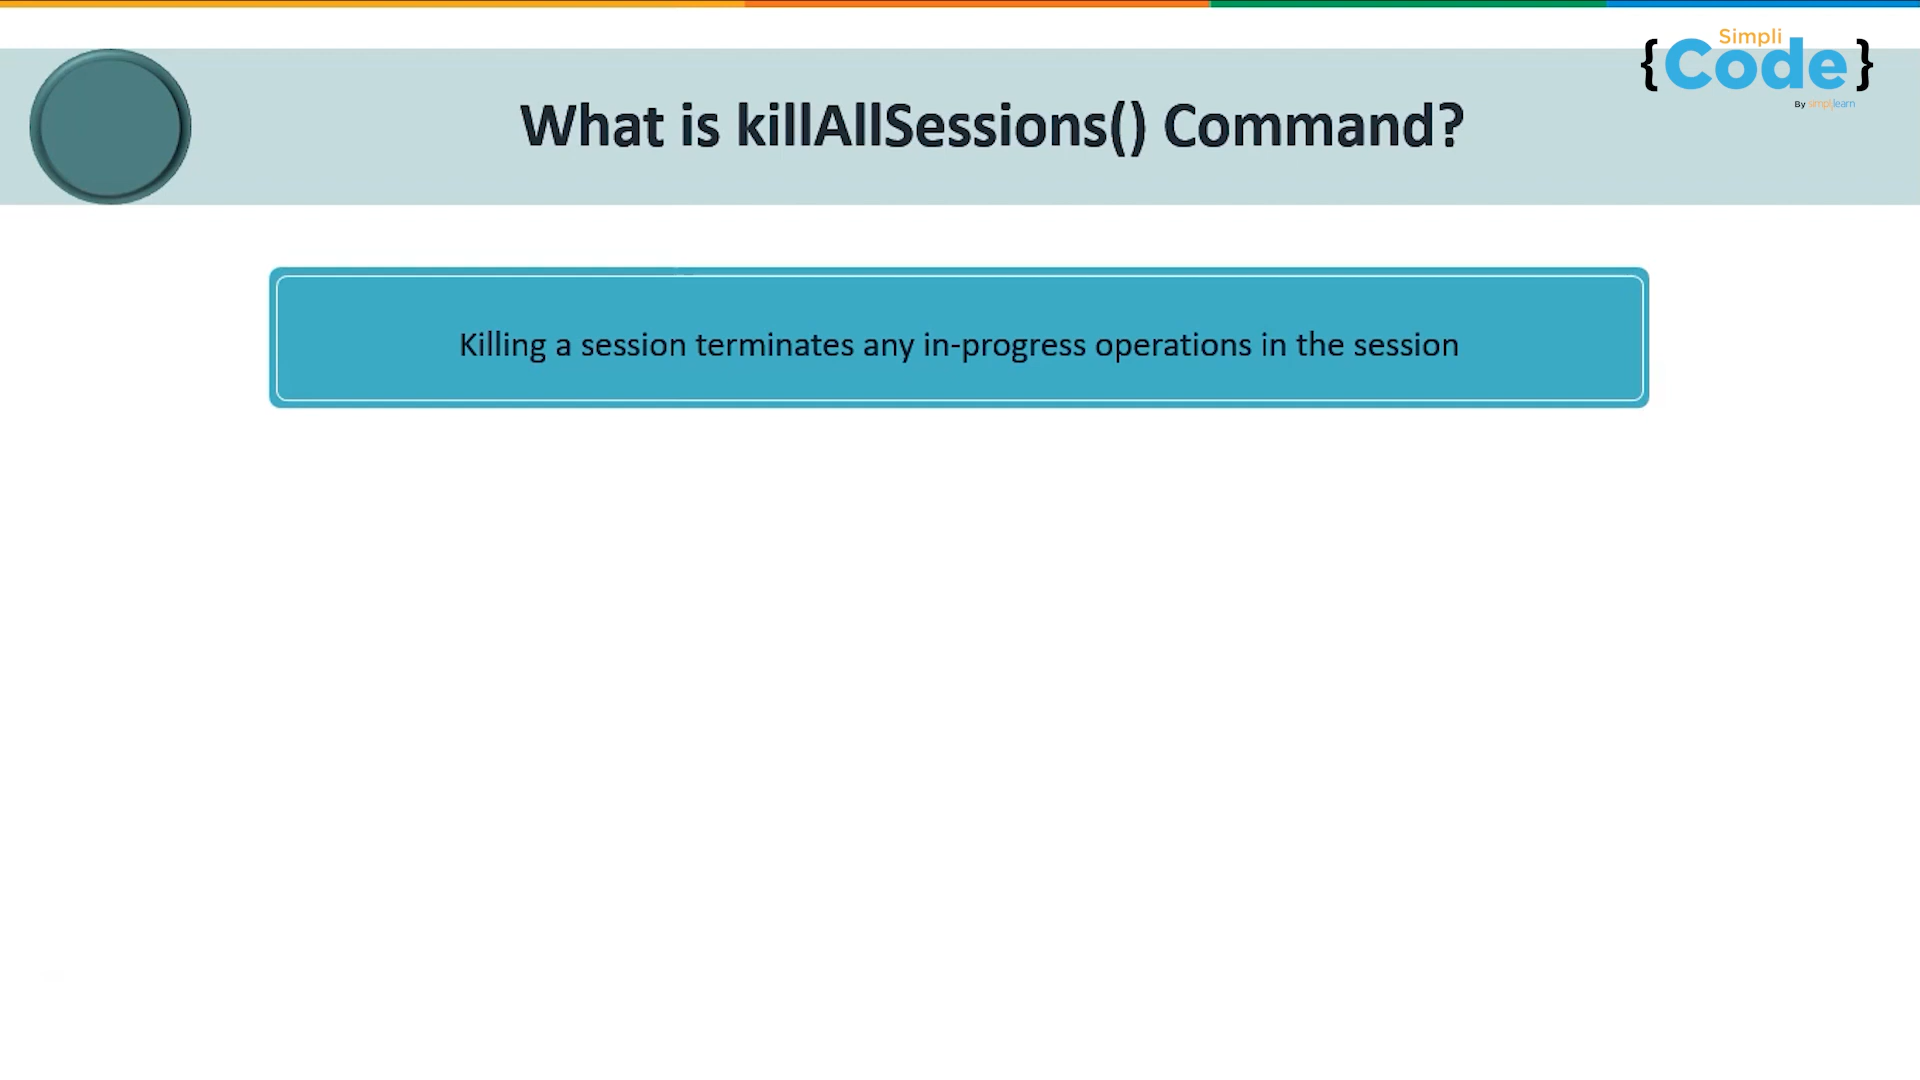 Simpli
{Code}
By simplilearn
What is killAllSessions() Command?
Killing a session terminates any in-progress operations in the session